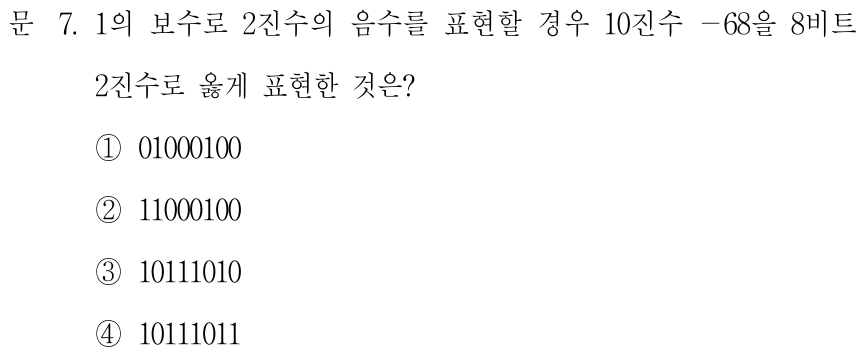 문 7. 1의 보수로 2진수의 음수를 표현할 경우 10진수 −68을 8비트
2진수로 옳게 표현한 것은?
① 01000100
② 11000100
③ 10111010
④ 10111011